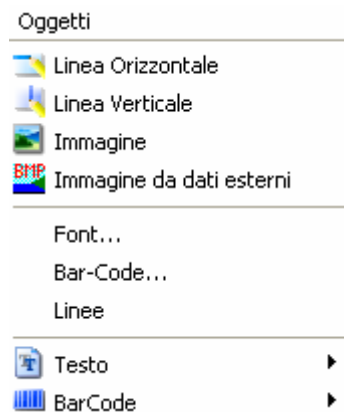 Oggetti
Linea Orizzontale
Linea Verticale
Immagine
BMP Immagine da dati esterni
Font...
Bar-Code...
Linee
T Testo
BarCode